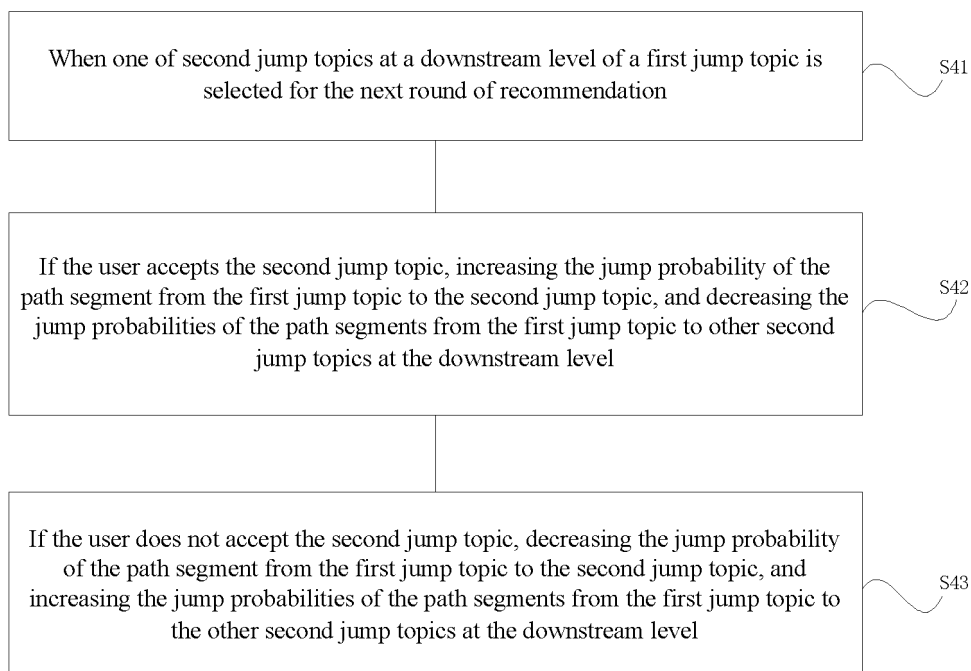 When one of second jump topics at a downstream level of a first jump topic is
selected for the next round of recommendation
S41
If the user accepts the second jump topic, increasing the jump probability of the
path segment from the first jump topic to the second jump topic, and decreasing the
jump probabilities of the path segments from the first jump topic to other second
jump topics at the downstream level
S42
If the user does not accept the second jump topic, decreasing the jump probability
of the path segment from the first jump topic to the second jump topic, and
increasing the jump probabilities of the path segments from the first jump topic to
the other second jump topics at the downstream level
S43